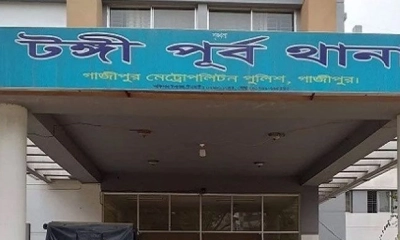 টঙ্গী পূর্ব থান
গাজীপুর মেট্রোপলিটন পুলিশ, গাজীপুর।